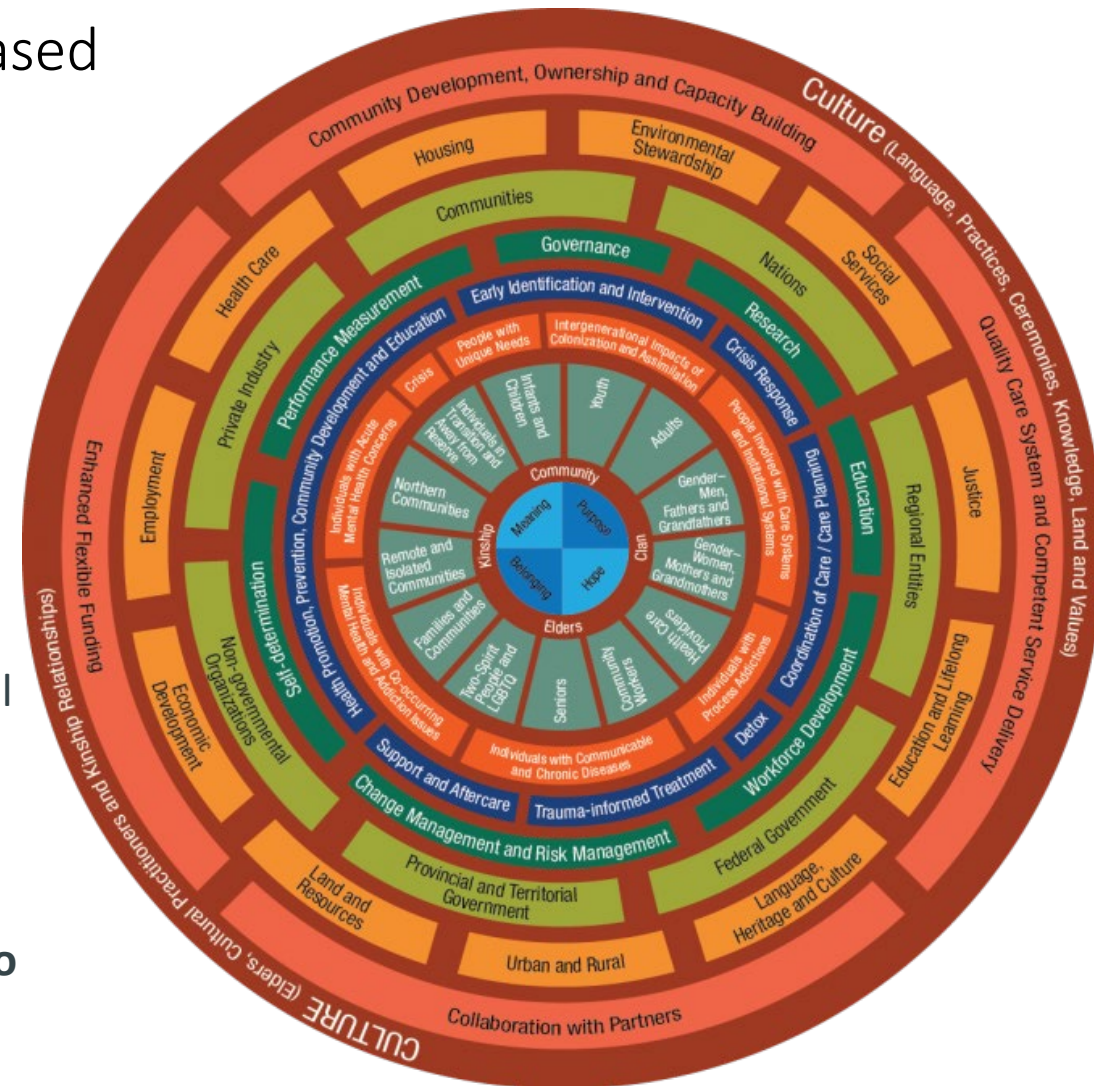 ased
l
o
Culture (Language, Practices, Ceremonies, Knowledge, Land and Values)
CULTURE (Elders, Cultural Practitioners and Kinship Relationships)
Community Development, Ownership and Capacity Building
Quality Care System and Competent Service Delivery
Collaboration with Partners
Enhanced Flexible Funding
Housing
Environmental
Stewardship
Social
Services
Justice
Education and Lifelong
Learning
Language,
Heritage and Culture
Urban and Rural
Land and
Resources
Economic
Development
Employment
Health Care
Communities
Nations
Regional Entities
Federal Government
Provincial and Territorial
Government
Non-governmental
Organizations
Private Industry
Governance
Research
Education
Workforce Development
Change Management and Risk Management
Self-determination
Performance Measurement
Early Identification and Intervention
Crisis Response
Coordination of Care / Care Planning
Detox
Trauma-informed Treatment
Support and Aftercare
Health Promotion, Prevention, Community Development and Education
People with
Unique Needs
Intergenerational Impacts of
Colonization and Assimilation
People Involved with Care Systems
and Institutional Systems
Individuals with
Process Addictions
Individuals with Communicable
and Chronic Diseases
Individuals with Co-occurring
Mental Health and Addiction Issues
Individuals with Acute
Mental Health Concerns
Crisis
Infants and
Children
Youth
Adults
Gender–
Men,
Fathers and
Grandfathers
Gender–
Women,
Mothers and
Grandmothers
Health Care
Providers
Community
Workers
Seniors
Two-Spirit
People and
LGBTQ
Families and
Communities
Remote and
Isolated
Communities
Northern
Communities
Individuals in
Transition and
Away from
Reserve
Community
Clan
Elders
Kinship
Meaning
Purpose
Hope
Belonging